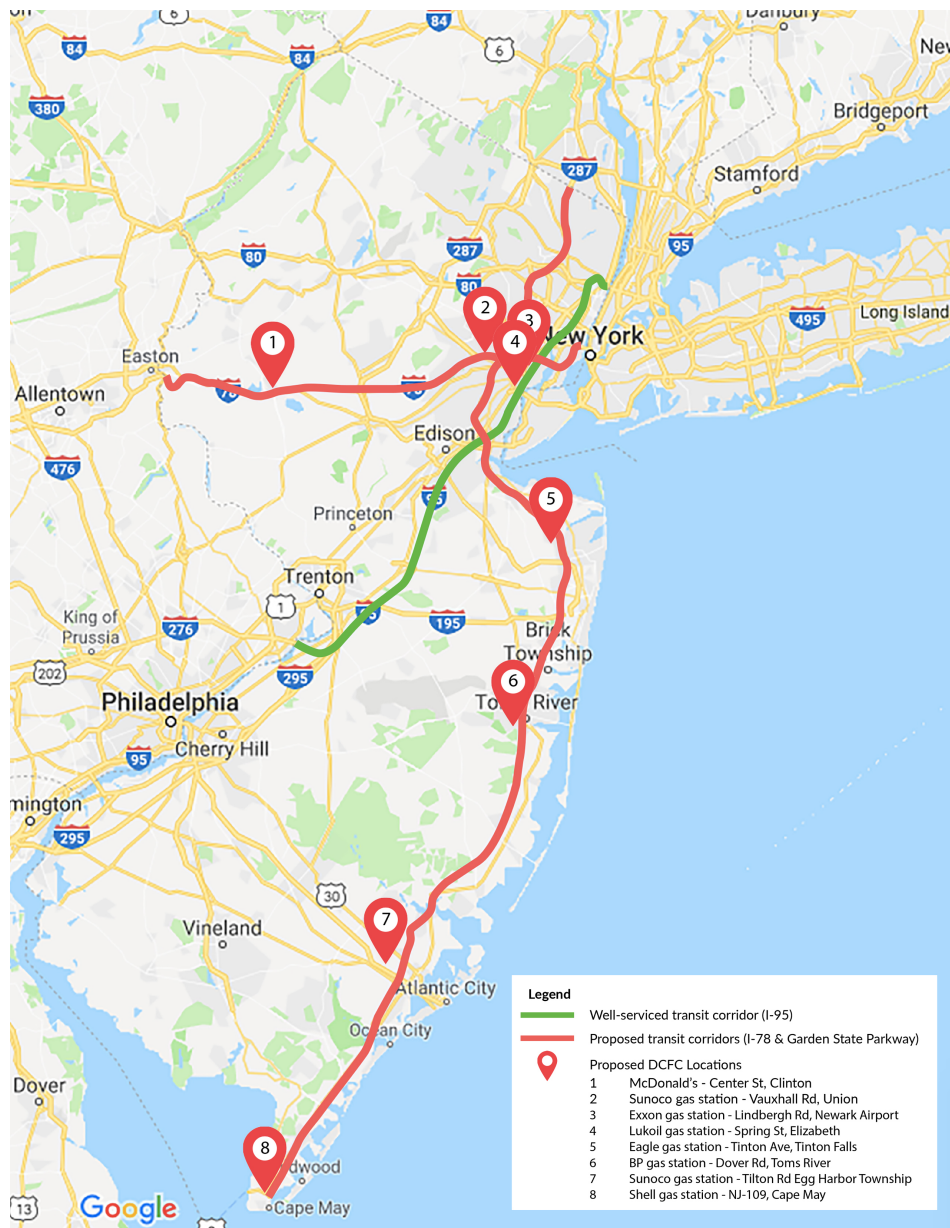 on
6
84
Danbury
84
84
6
New
380
Bridgeport
287
Stamford
80
287
95
80
2
3
Long Island
495
1
4
New York
Easton
78
78
Allentown
Edison
476
95
5
Princeton
Trenton
1
95
195
King of
Prussia
276
Brick
Township
202
295
6
Philadelphia
Toms River
Cherry Hill
95
mington
295
30
7
Vineland
Atlantic City
Legend
Well-serviced transit corridor (I-95)
Ocean City
Proposed transit corridors (I-78 & Garden State Parkway)
Proposed DCFC Locations
Dover
1 McDonald's - Center St, Clinton
2 Sunoco gas station - Vauxhall Rd, Union
3 Exxon gas station - Lindbergh Rd, Newark Airport
4 Lukoil gas station - Spring St, Elizabeth
5 Eagle gas station - Tinton Ave, Tinton Falls
8
6 BP gas station - Dover Rd, Toms River
dwood
7 Sunoco gas station - Tilton Rd Egg Harbor Township
8 Shell gas station - NJ-109, Cape May
13
Google
Cape May